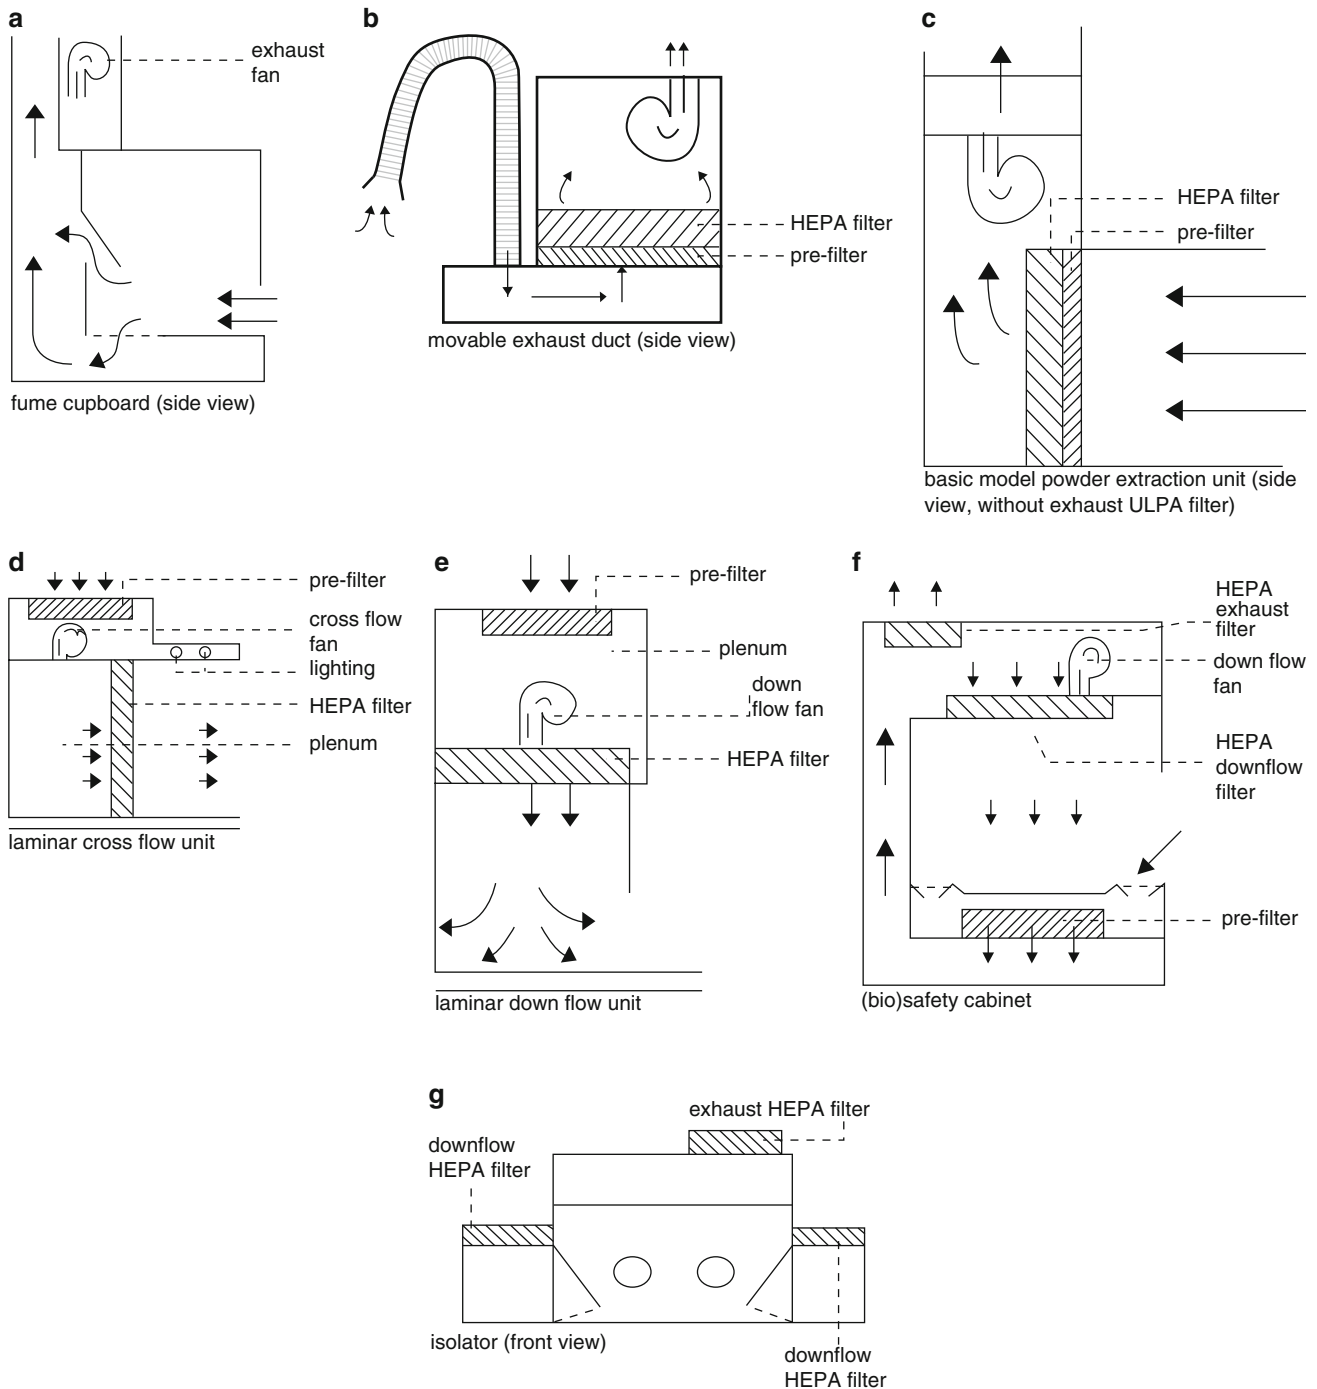 a
exhaust
fan
fume cupboard (side view)
b
HEPA filter
pre-filter
movable exhaust duct (side view)
c
HEPA filter
pre-filter
basic model powder extraction unit (side
view, without exhaust ULPA filter)
d
pre-filter
cross flow
fan
lighting
HEPA filter
plenum
laminar cross flow unit
e
pre-filter
plenum
down
flow fan
HEPA filter
laminar down flow unit
f
HEPA
exhaust
filter
down flow
fan
HEPA
downflow
filter
pre-filter
(bio)safety cabinet
g
exhaust HEPA filter
downflow
HEPA filter
isolator (front view)
downflow
HEPA filter